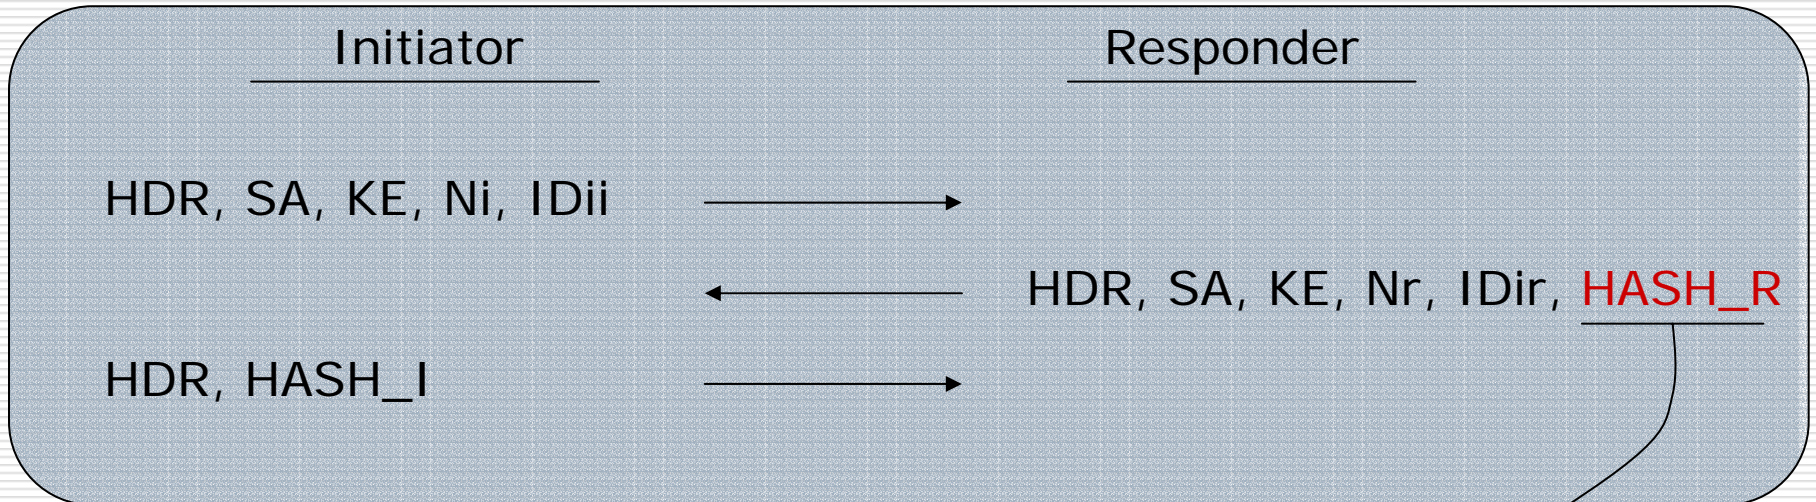 Initiator Responder
HDR, SA, KE, Ni, IDii
HDR, SA, KE, Nr, IDir, HASH_R
HDR, HASH_I